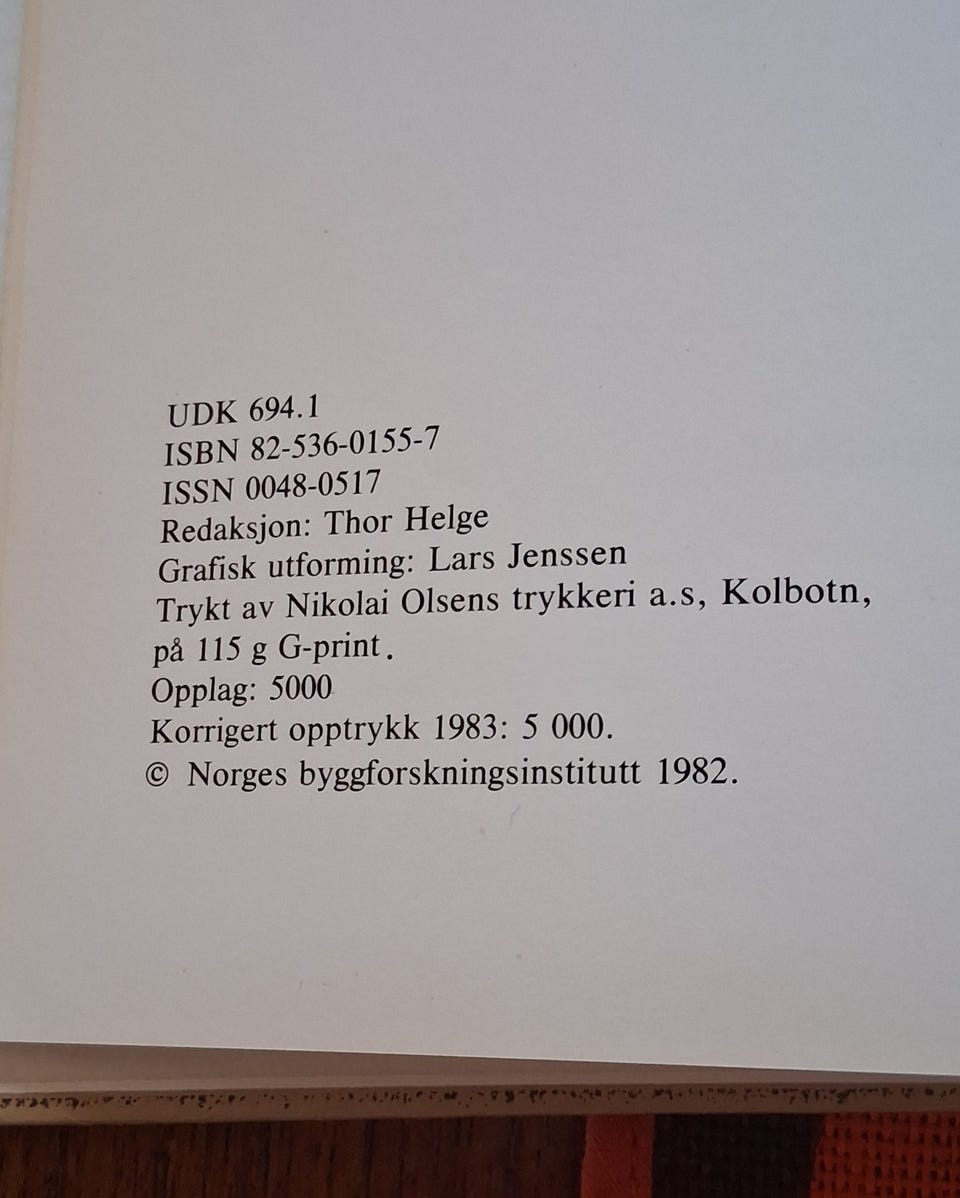 UDK 694.1
ISBN 82-536-0155-7
ISSN 0048-0517
Redaksjon: Thor Helge
Grafisk utforming: Lars Jenssen
Trykt av Nikolai Olsens trykkeri a.s, Kolbotn,
på 115 g G-print.
Opplag: 5000
Korrigert opptrykk 1983: 5 000.
© Norges byggforskningsinstitutt 1982.